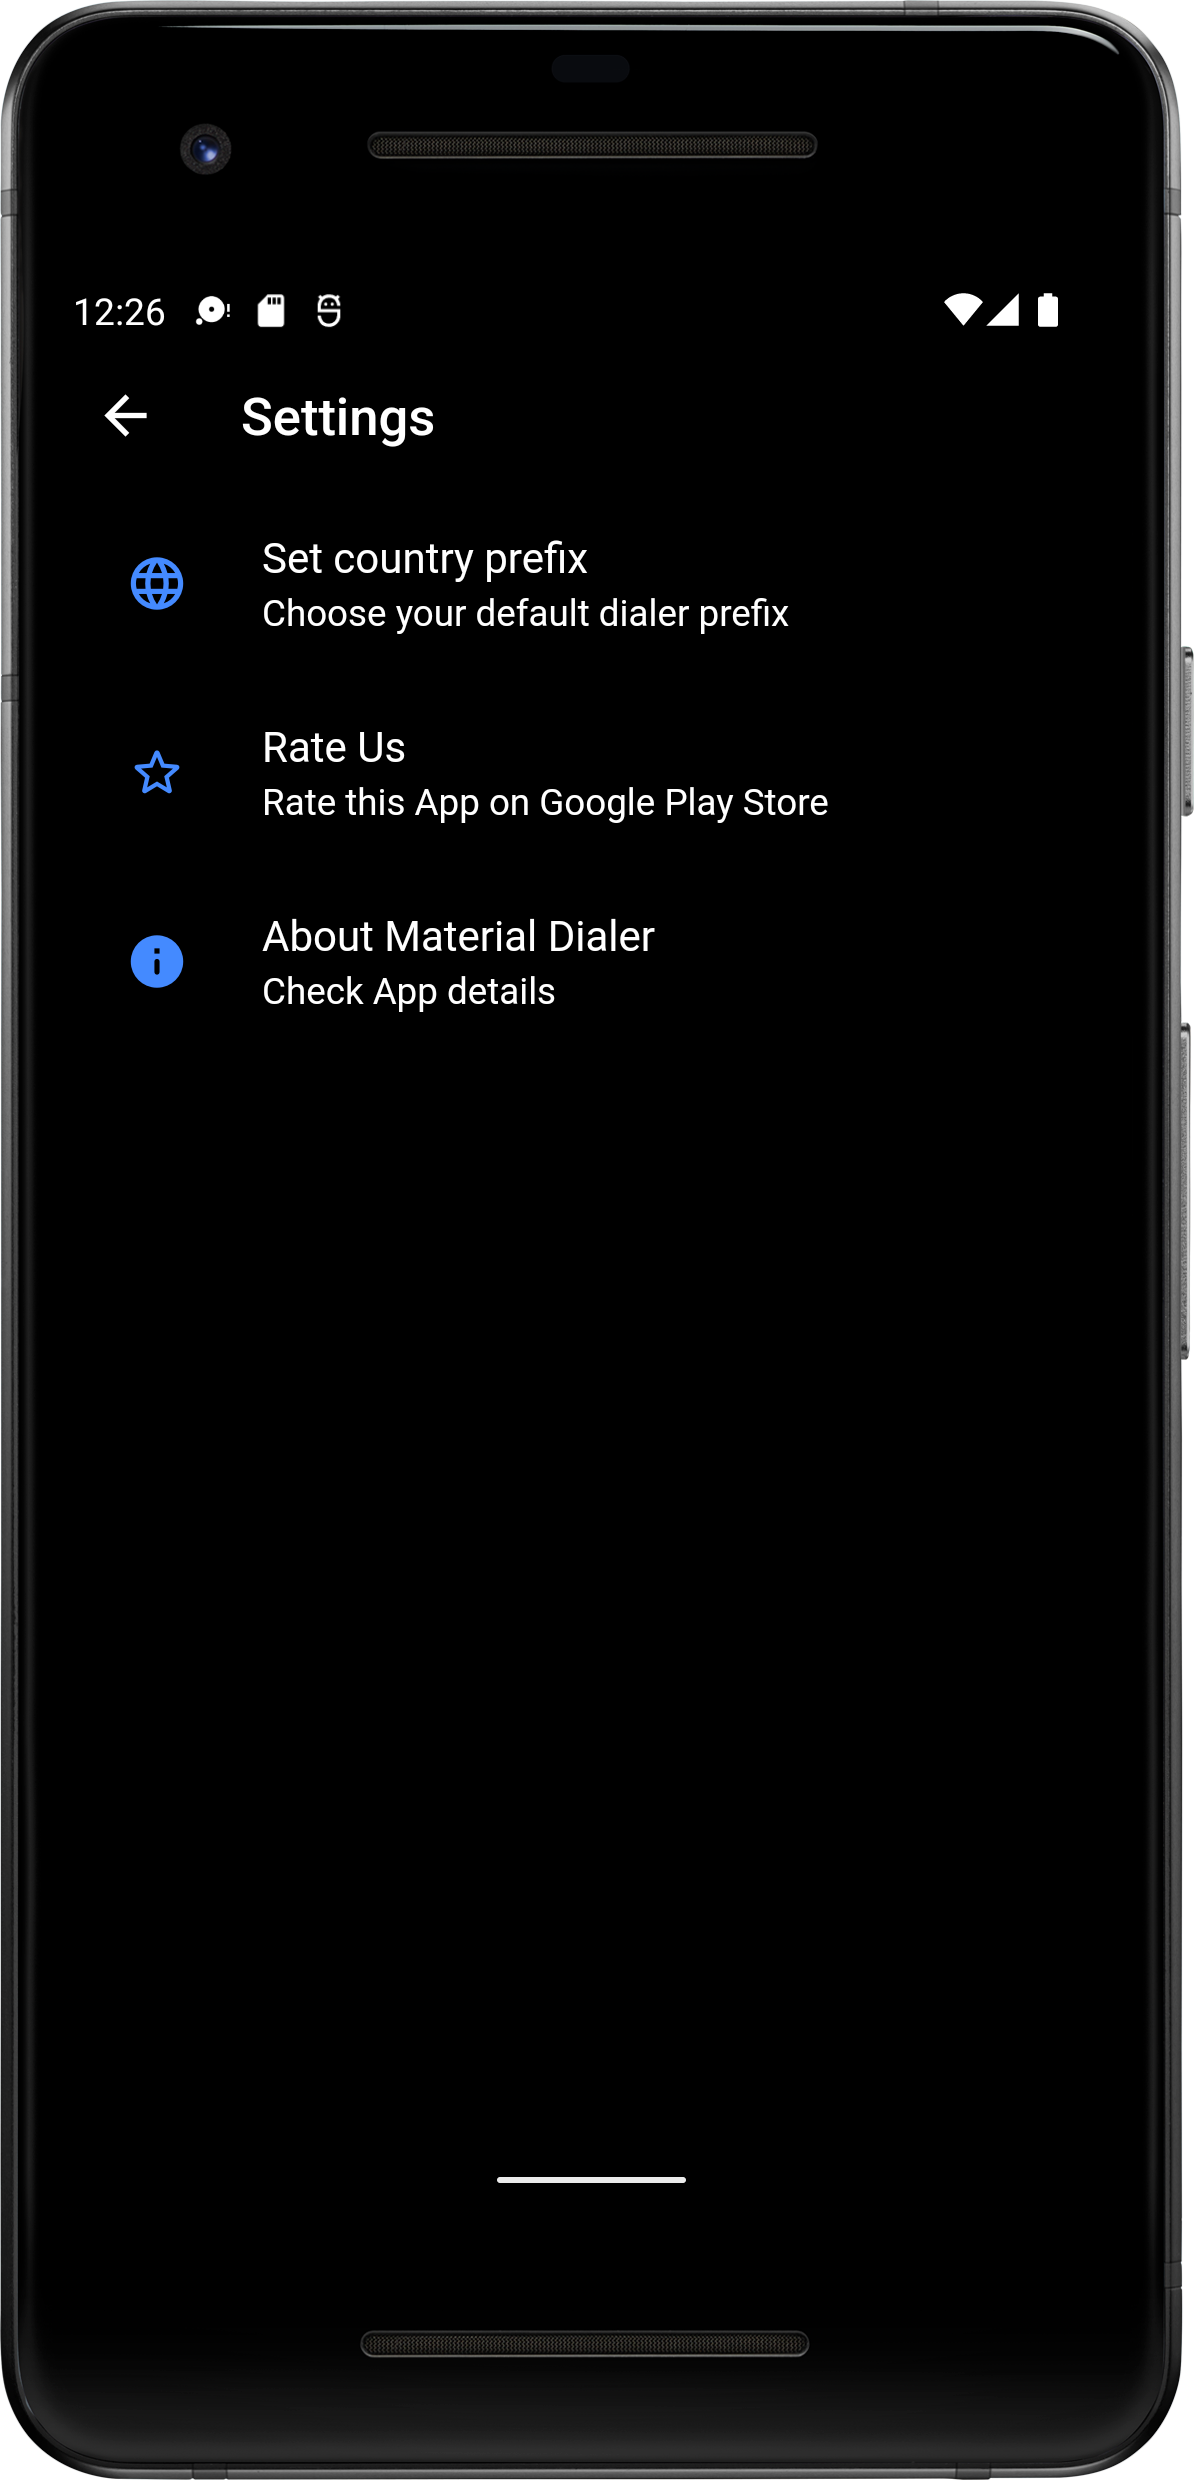 12:26
Settings
Set country prefix
Choose your default dialer prefix
Rate Us
Rate this App on Google Play Store
About Material Dialer
Check App details